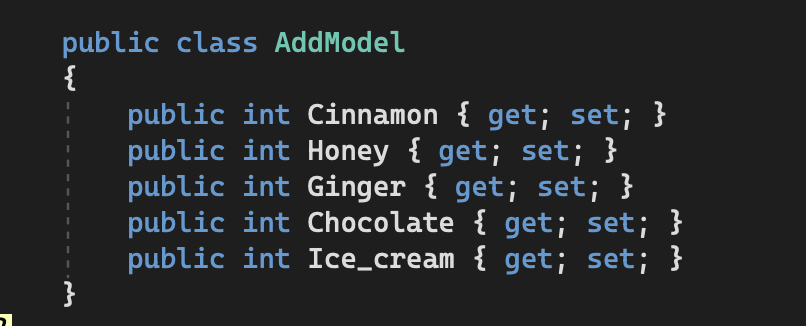 public class AddModel
{
public int Cinnamon { get; set; }
public int Honey { get; set; }
public int Ginger { get; set; }
public int Chocolate { get; set; }
public int Ice_cream { get; set; }
}